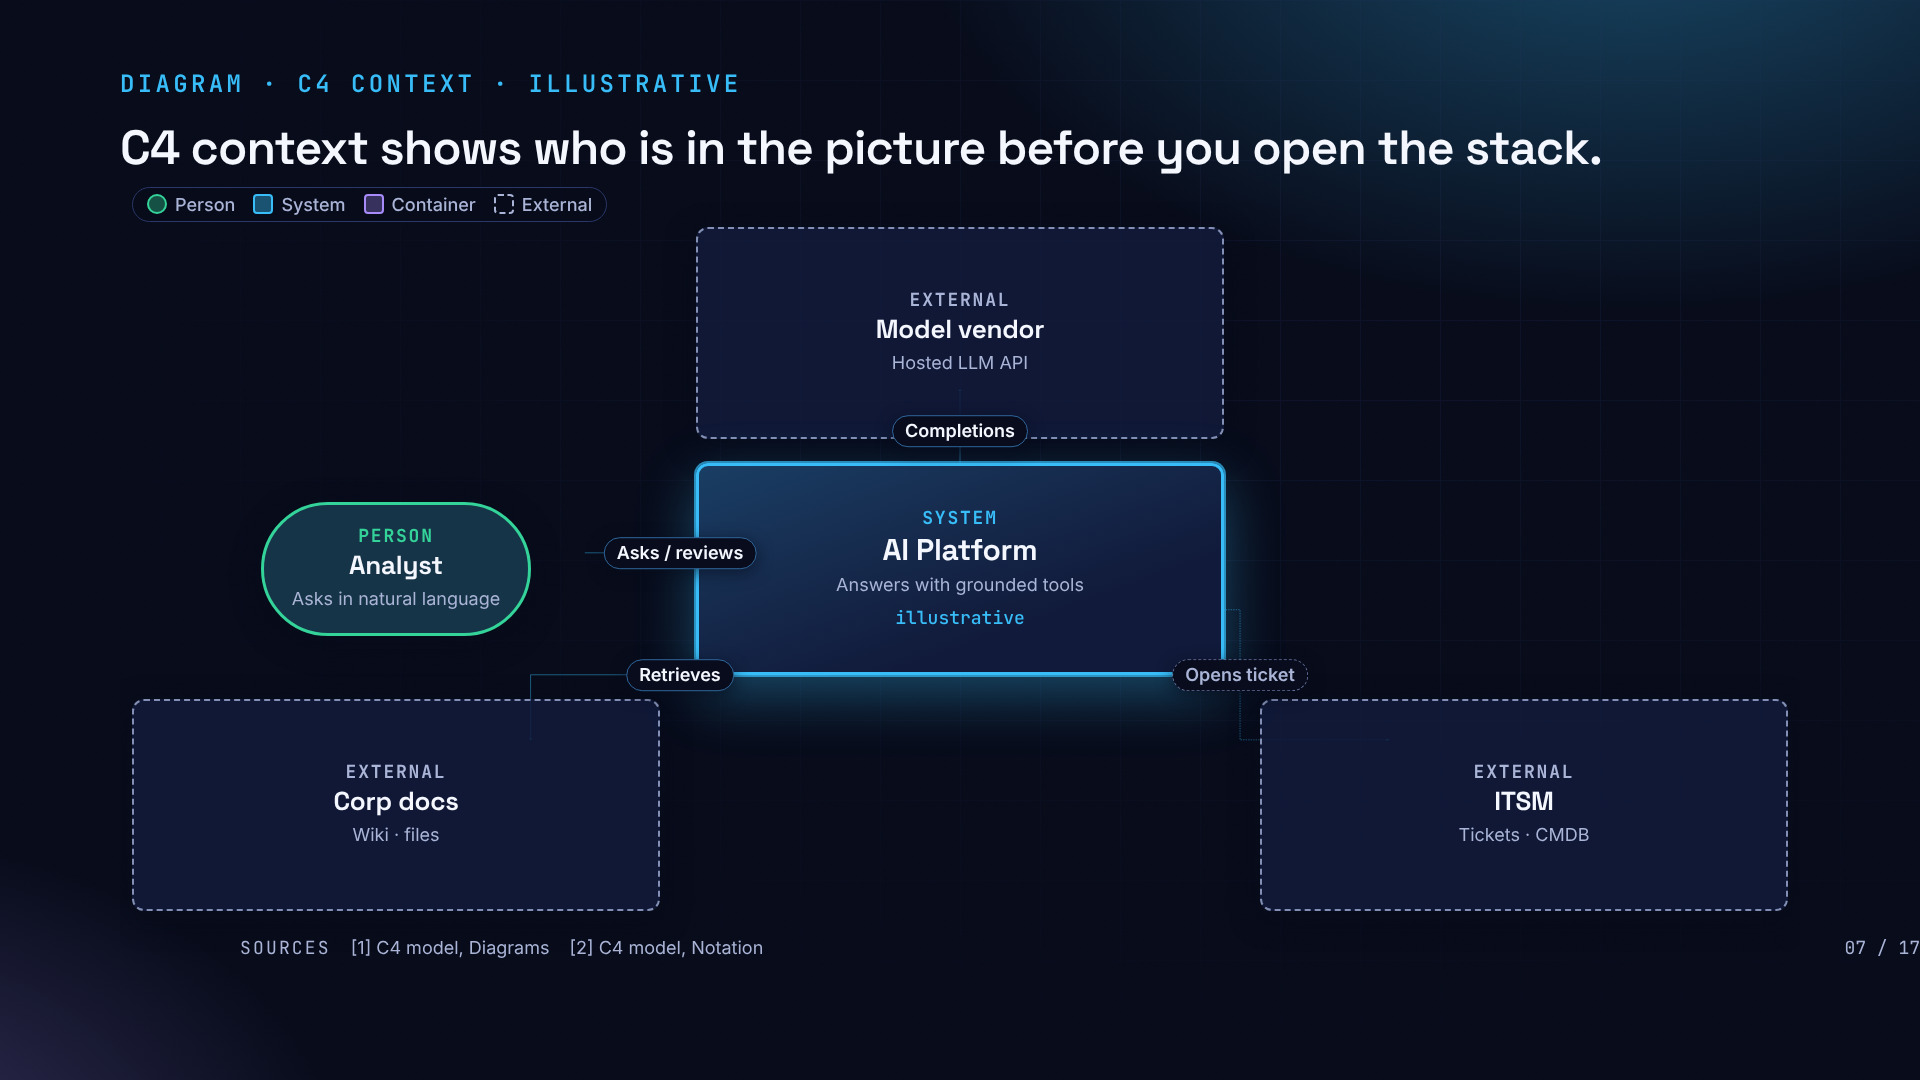 DIAGRAM · C4 CONTEXT · ILLUSTRATIVE
C4 context shows who is in the picture before you open the stack.
Person System Container External
EXTERNAL
Model vendor
Hosted LLM API
Completions
SYSTEM
AI Platform
Answers with grounded tools
illustrative
PERSON
Analyst
Asks in natural language
Asks / reviews
Retrieves
Opens ticket
EXTERNAL
Corp docs
Wiki · files
EXTERNAL
ITSM
Tickets · CMDB
SOURCES [1] C4 model, Diagrams [2] C4 model, Notation
07 / 17